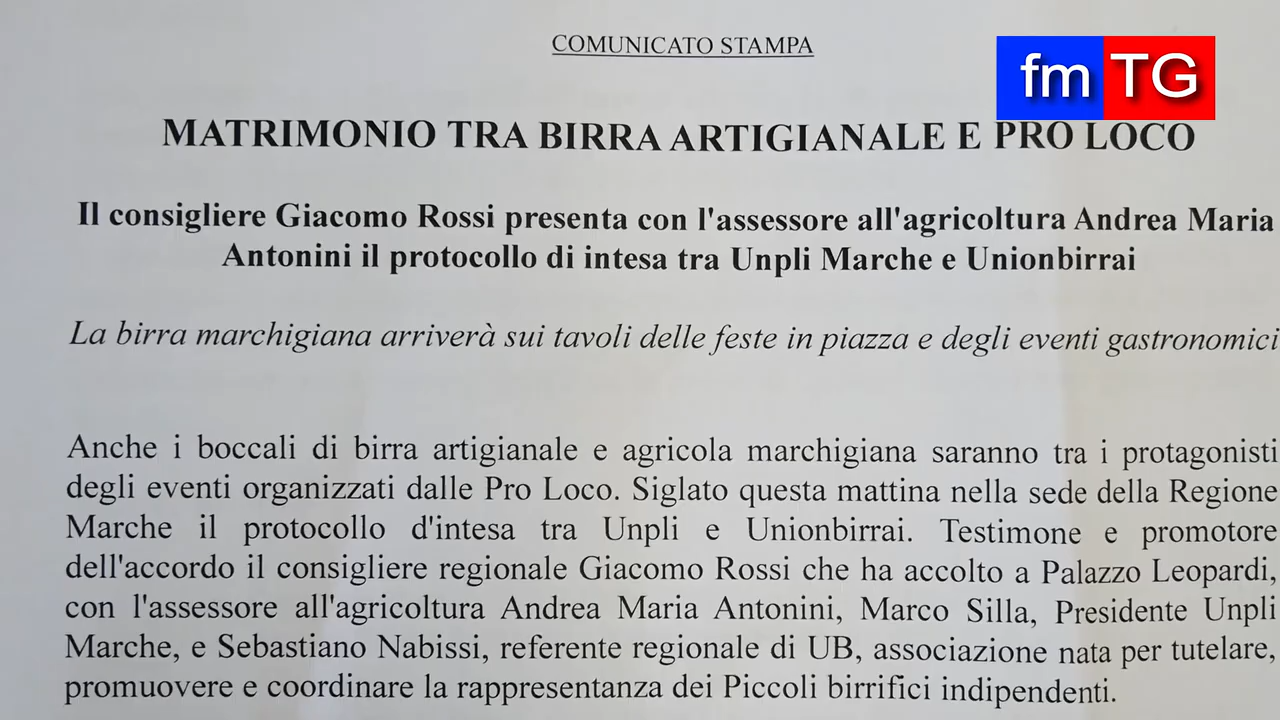 COMUNICATO STAMPA
fm TG
MATRIMONIO TRA BIRRA ARTIGIANALE E PRO LOCO
Il consigliere Giacomo Rossi presenta con l'assessore all'agricoltura Andrea Maria
Antonini il protocollo di intesa tra Unpli Marche e Unionbirrai
La birra marchigiana arriverà sui tavoli delle feste in piazza e degli eventi gastronomici
Anche i boccali di birra artigianale e agricola marchigiana saranno tra i protagonisti
degli eventi organizzati dalle Pro Loco. Siglato questa mattina nella sede della Regione
Marche il protocollo d'intesa tra Unpli e Unionbirrai. Testimone e promotore
dell'accordo il consigliere regionale Giacomo Rossi che ha accolto a Palazzo Leopardi,
con l'assessore all'agricoltura Andrea Maria Antonini, Marco Silla, Presidente Unpli
Marche, e Sebastiano Nabissi, referente regionale di UB, associazione nata per tutelare,
promuovere e coordinare la rappresentanza dei Piccoli birrifici indipendenti.